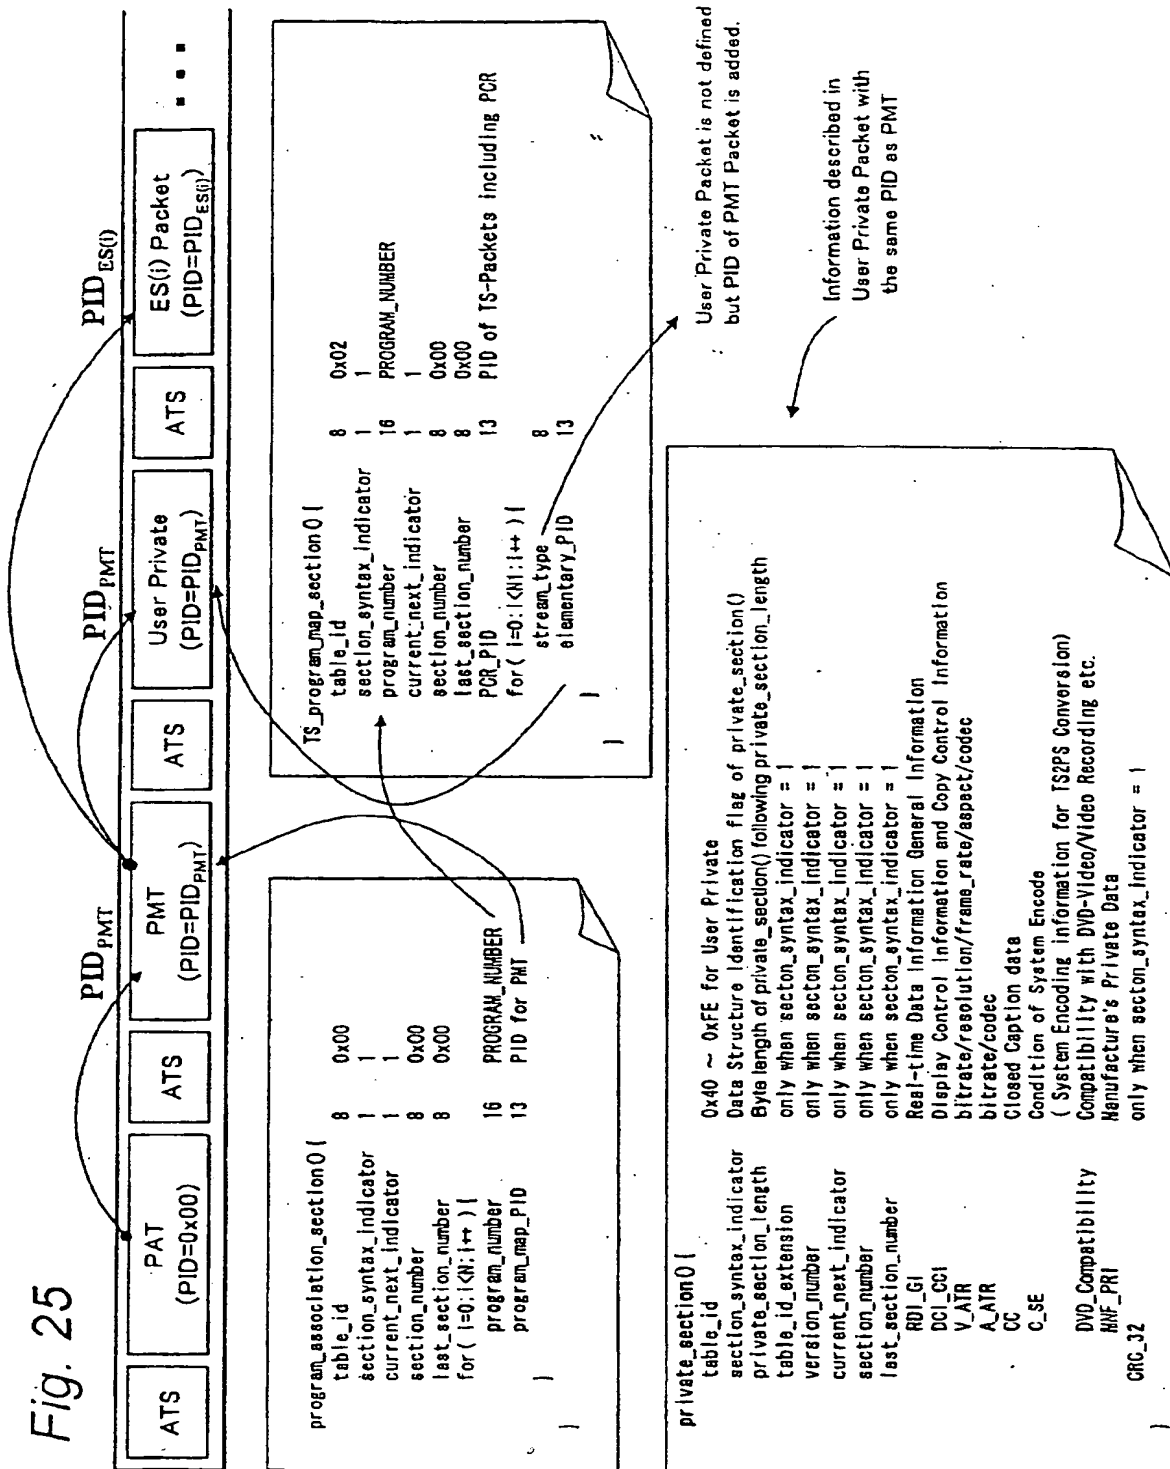 Fig. 25
PID_PMT
PID_PMT
PID_ES(i)
ATS
PAT
(PID=0x00)
ATS
PMT
(PID=PID_PMT)
ATS
User Private
(PID=PID_PMT)
ATS
ES(i) Packet
(PID=PID_ES(i))
...
program_association_section() {
table_id 8 0x00
section_syntax_indicator 1 1
current_next_indicator 1 1
section_number 8 0x00
last_section_number 8 0x00
for( i=0;i<N;i++ ){
program_number 16 PROGRAM_NUMBER
program_map_PID 13 PID for PMT
}
}
TS_program_map_section() {
table_id 8 0x02
section_syntax_indicator 1 1
program_number 16 PROGRAM_NUMBER
current_next_indicator 1 1
section_number 8 0x00
last_section_number 8 0x00
PCR_PID 13 PID of TS-Packets including PCR
for( i=0;i<N1;i++ ){
stream_type 8
elementary_PID 13
}
}
User Private Packet is not defined
but PID of PMT Packet is added.
Information described in
User Private Packet with
the same PID as PMT
private_section() {
table_id 0x40 ~ 0xFE for User Private
section_syntax_indicator Data Structure Identification flag of private_section()
private_section_length Byte length of private_section() following private_section_length
table_id_extension only when secton_syntax_indicator = 1
version_number only when secton_syntax_indicator = 1
current_next_indicator only when secton_syntax_indicator = 1
section_number only when secton_syntax_indicator = 1
last_section_number only when secton_syntax_indicator = 1
RDI_GI Real-time Data Information General Information
DCI_CCI Display Control Information and Copy Control Information
V_ATR bitrate/resolution/frame_rate/aspect/codec
A_ATR bitrate/codec
CC Closed Caption data
C_SE Condition of System Encode
( System Encoding information for TS2PS Conversion)
DVD_Compatibility Compatibility with DVD-Video/Video Recording etc.
MNF_PRI Manufacture's Private Data
CRC_32 only when secton_syntax_indicator = 1
}